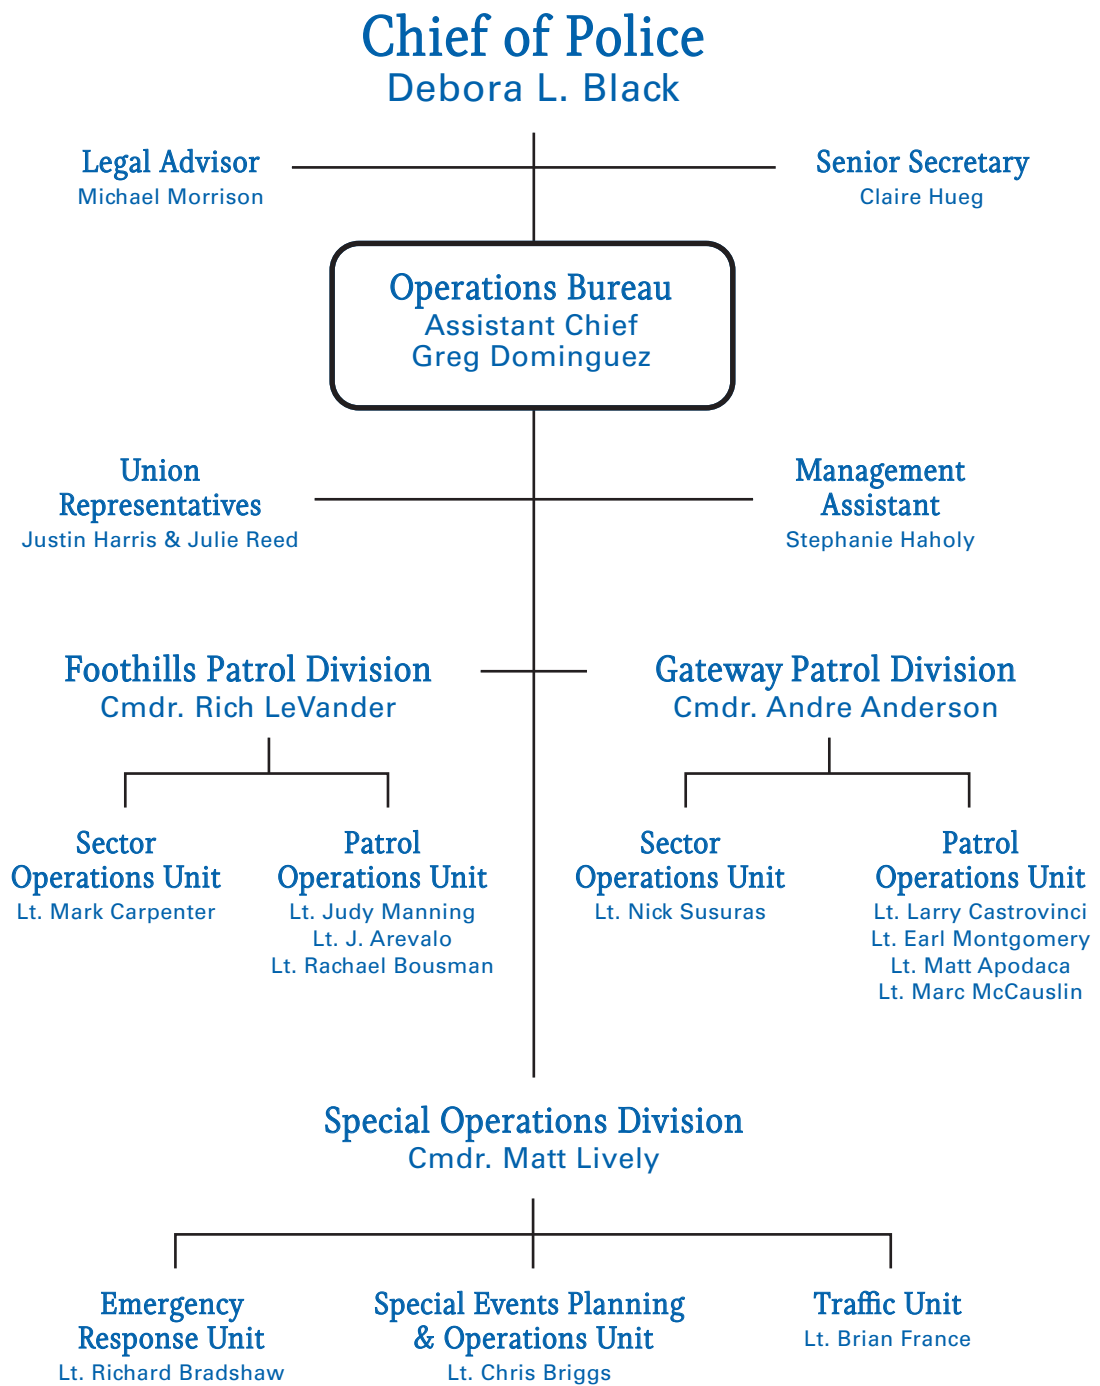 Chief of Police
Debora L. Black
Legal Advisor
Michael Morrison
Senior Secretary
Claire Hueg
Operations Bureau
Assistant Chief
Greg Dominguez
Union
Representatives
Justin Harris & Julie Reed
Management
Assistant
Stephanie Haholy
Foothills Patrol Division
Cmdr. Rich LeVander
Gateway Patrol Division
Cmdr. Andre Anderson
Sector
Operations Unit
Lt. Mark Carpenter
Patrol
Operations Unit
Lt. Judy Manning
Lt. J. Arevalo
Lt. Rachael Bousman
Sector
Operations Unit
Lt. Nick Susuras
Patrol
Operations Unit
Lt. Larry Castrovinci
Lt. Earl Montgomery
Lt. Matt Apodaca
Lt. Marc McCauslin
Special Operations Division
Cmdr. Matt Lively
Emergency
Response Unit
Lt. Richard Bradshaw
Special Events Planning
& Operations Unit
Lt. Chris Briggs
Traffic Unit
Lt. Brian France